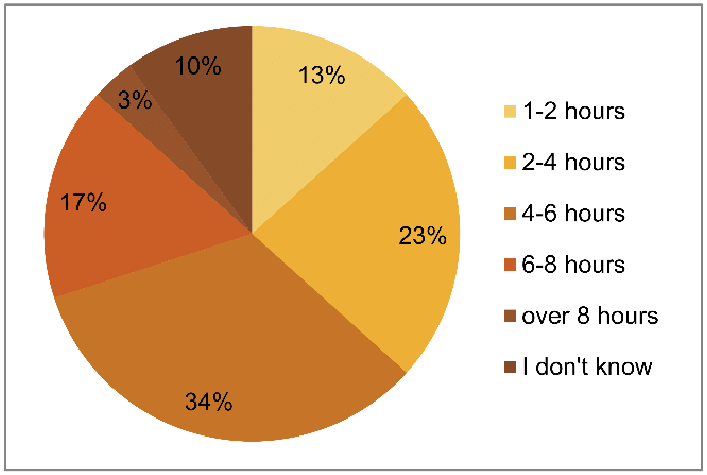 10%
13%
3%
17%
23%
34%
1-2 hours
2-4 hours
4-6 hours
6-8 hours
over 8 hours
I don't know